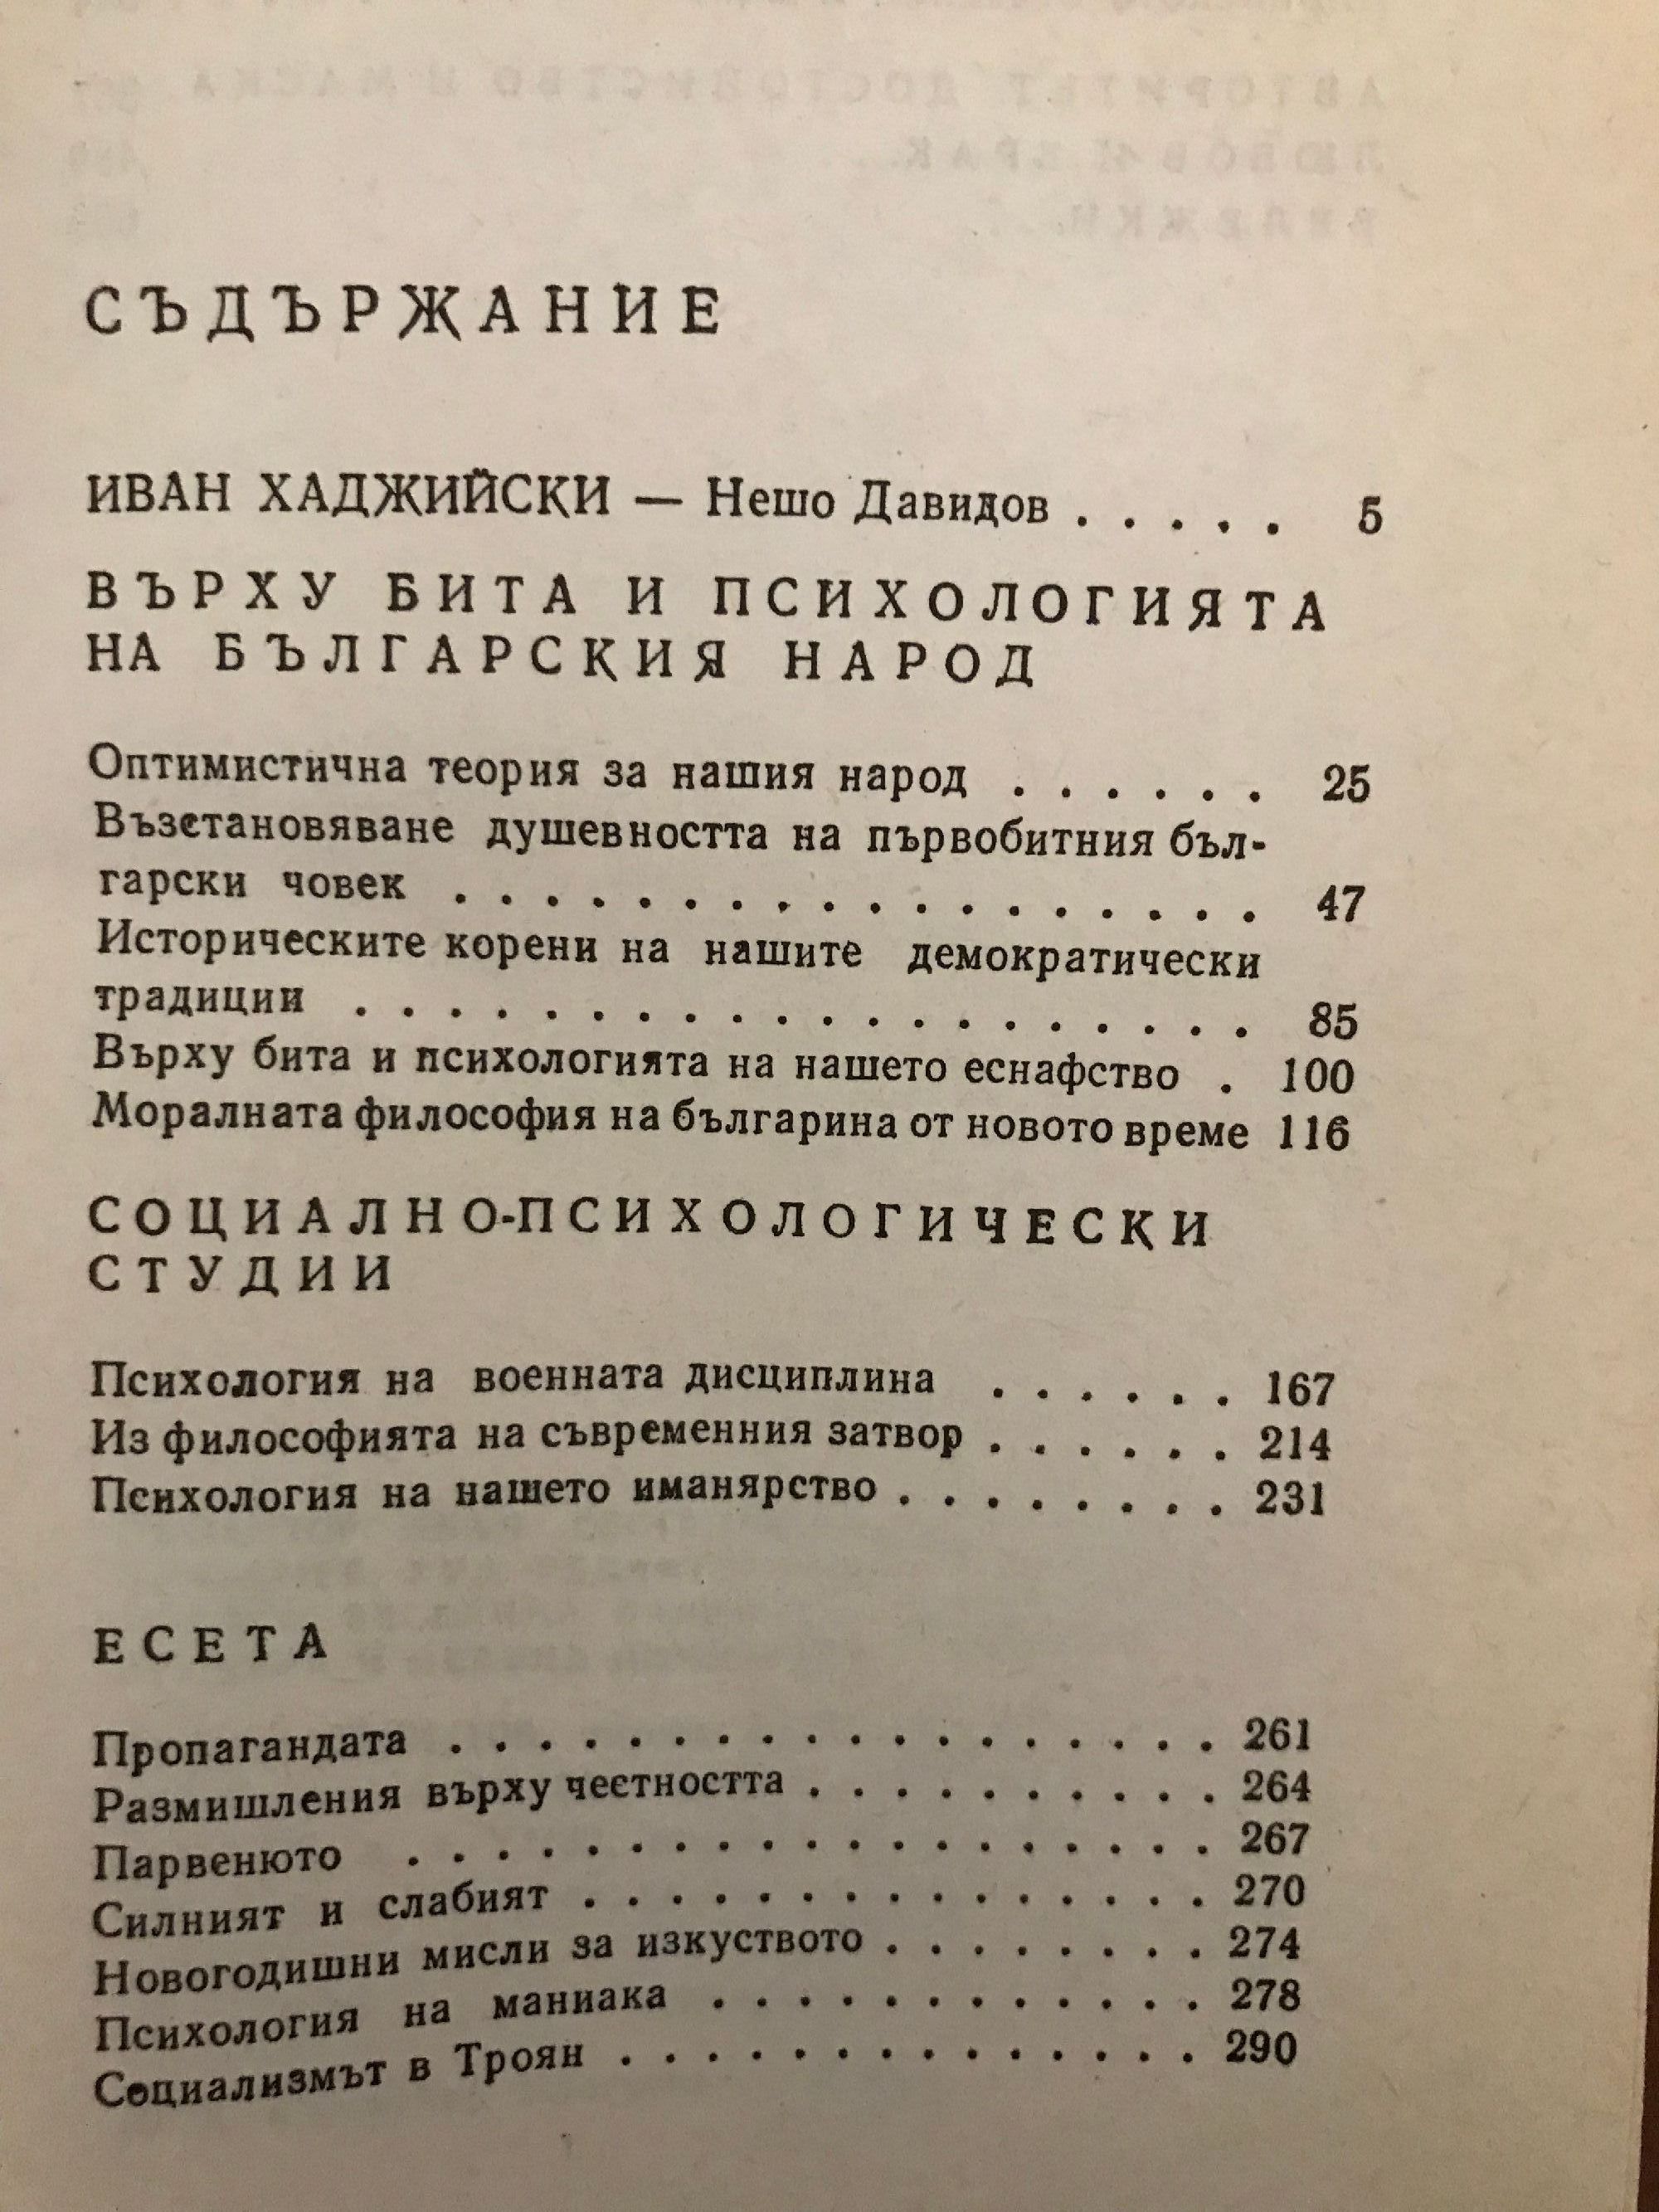 СЪДЪРЖАНИЕ
ИВАН ХАДЖИЙСКИ — Нешо Давидов . . . . . 5
ВЪРХУ БИТА И ПСИХОЛОГИЯТА
НА БЪЛГАРСКИЯ НАРОД
Оптимистична теория за нашия народ . . . . . . 25
Възстановяване душевността на първобитния бъл-
гарски човек . . . . . . . . . . . . . . . . . . 47
Историческите корени на нашите демократически
традиции . . . . . . . . . . . . . . . . . . . . 85
Върху бита и психологията на нашето еснафство . 100
Моралната философия на българина от новото време 116
СОЦИАЛНО-ПСИХОЛОГИЧЕСКИ
СТУДИИ
Психология на военната дисциплина . . . . . . 167
Из философията на съвременния затвор . . . . . . 214
Психология на нашето иманярство . . . . . . . . 231
ЕСЕТА
Пропагандата . . . . . . . . . . . . . . . . . . 261
Размишления върху честността . . . . . . . . . . 264
Парвенюто . . . . . . . . . . . . . . . . . . . 267
Силният и слабият . . . . . . . . . . . . . . . 270
Новогодишни мисли за изкуството . . . . . . . . 274
Психология на маниака . . . . . . . . . . . . 278
Социализмът в Троян . . . . . . . . . . . . . . 290